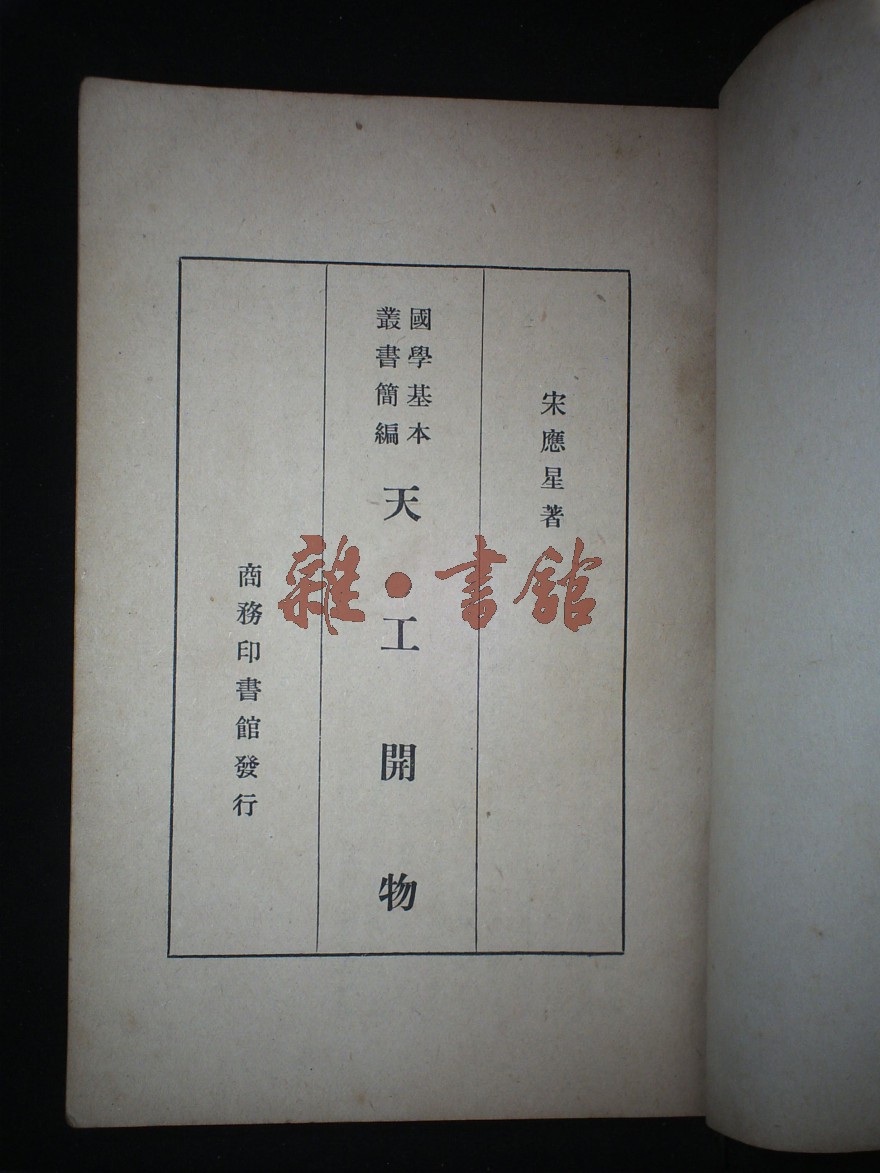 宋應星著
國學基本
叢書簡編
天工開物
商務印書館發行
雜·書館